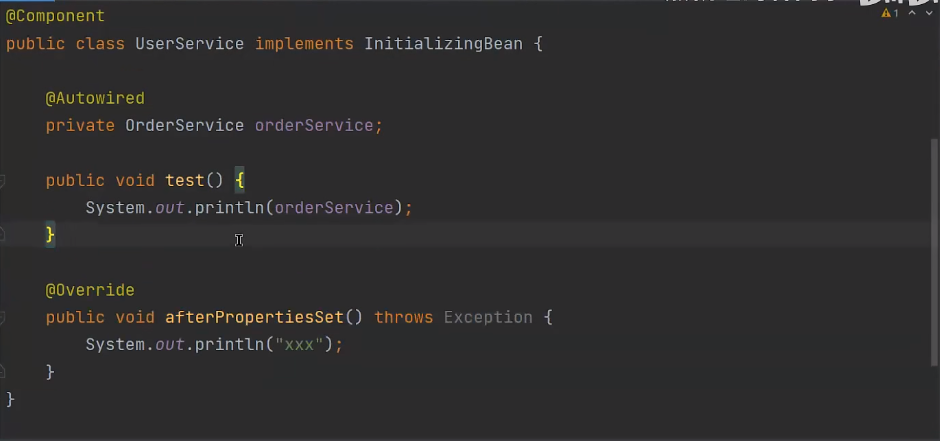 @Component
public class UserService implements InitializingBean {
@Autowired
private OrderService orderService;
public void test() {
System.out.println(orderService);
}
@Override
public void afterPropertiesSet() throws Exception {
System.out.println("xxx");
}
}
1